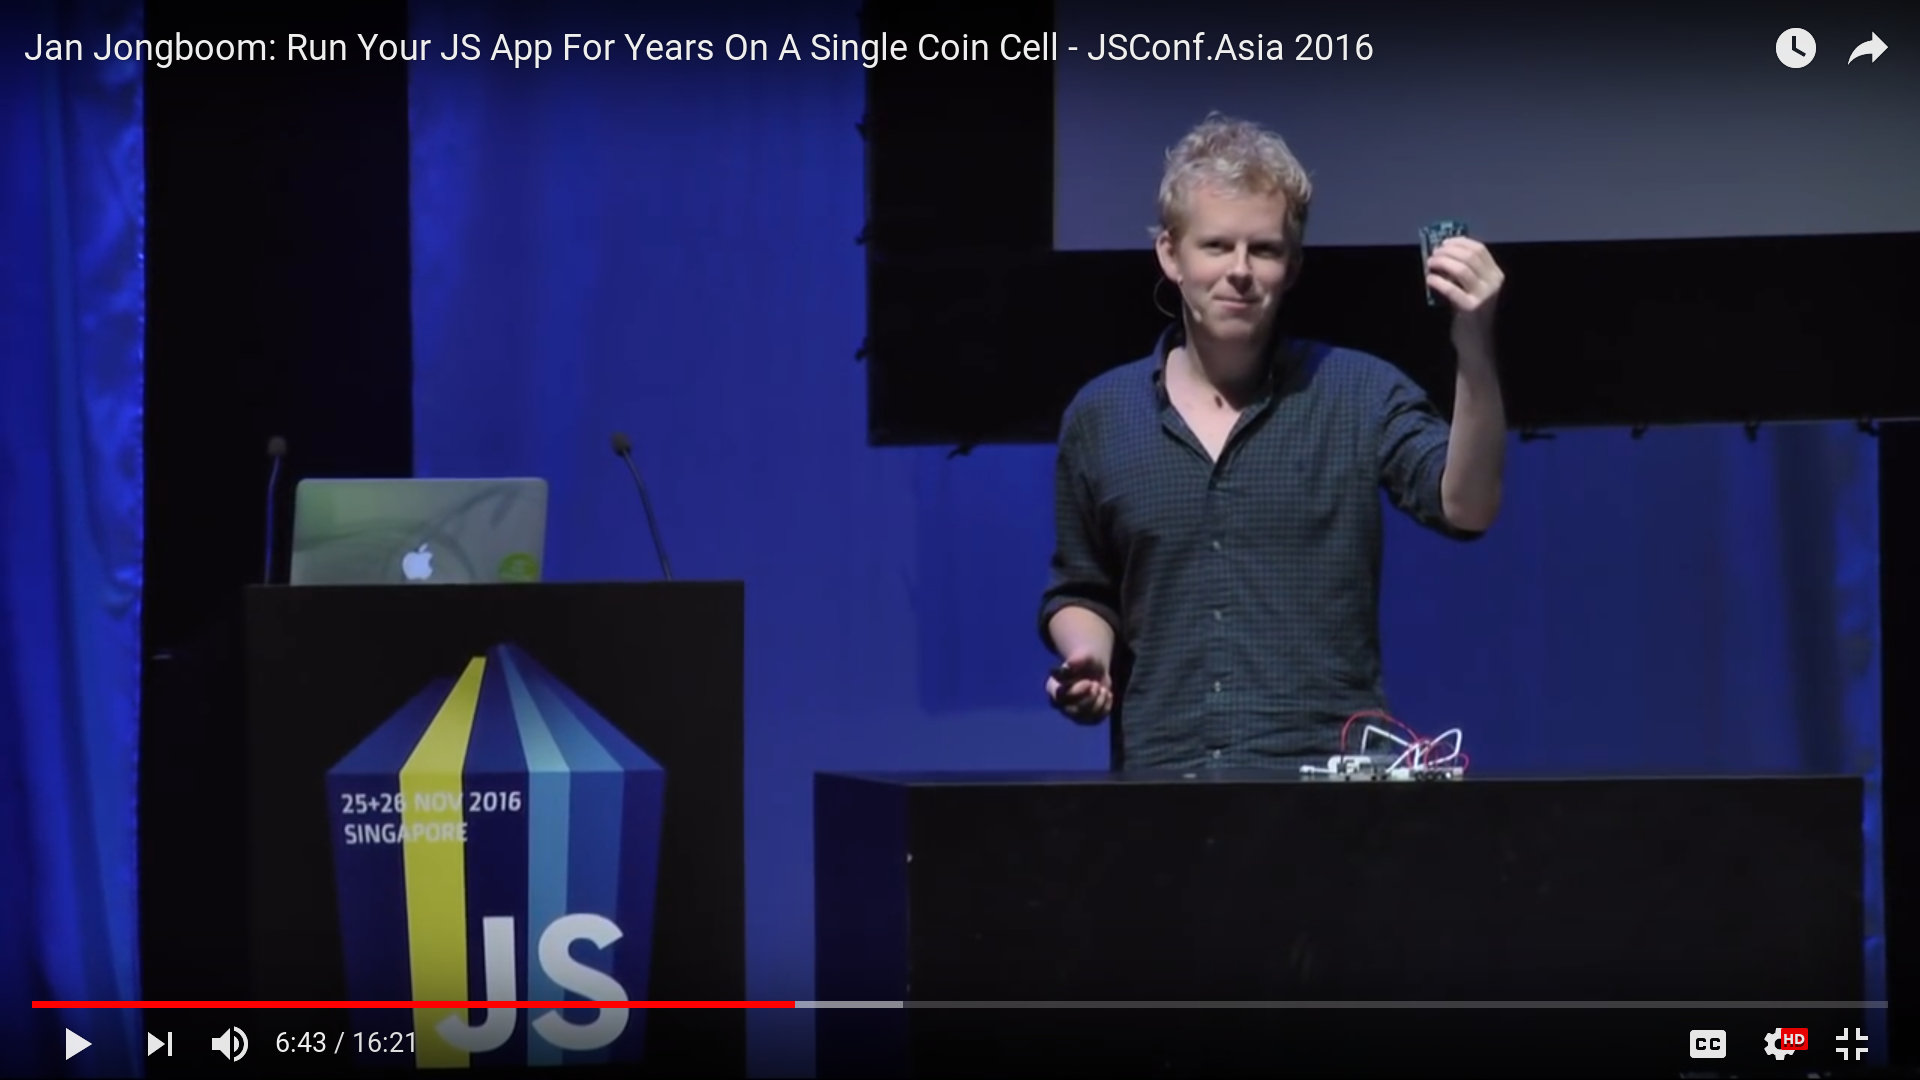 Jan Jongboom: Run Your JS App For Years On A Single Coin Cell - JSConf.Asia 2016
25+26 NOV 2016
SINGAPORE
JS
6:43 / 16:21
CC
HD